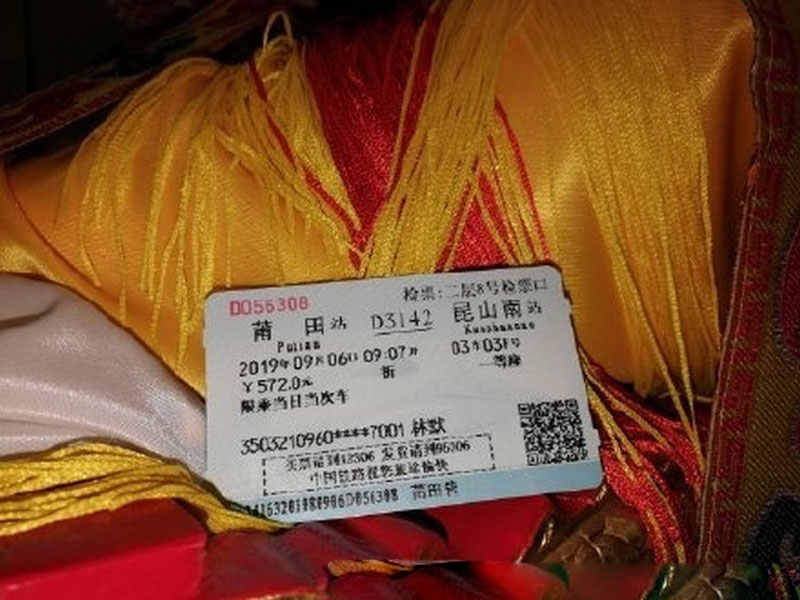 D056308 检票:二层8号检票口
莆田站 D3142 昆山南站
Putian Kunshannan
2019年09月06日09:07开 03车03F号
￥572.0元 折 一等座
限乘当日当次车
3503210960****7001 林默
买票请到12306 发货请到95306
中国铁路祝您旅途愉快
D056308 莆田售